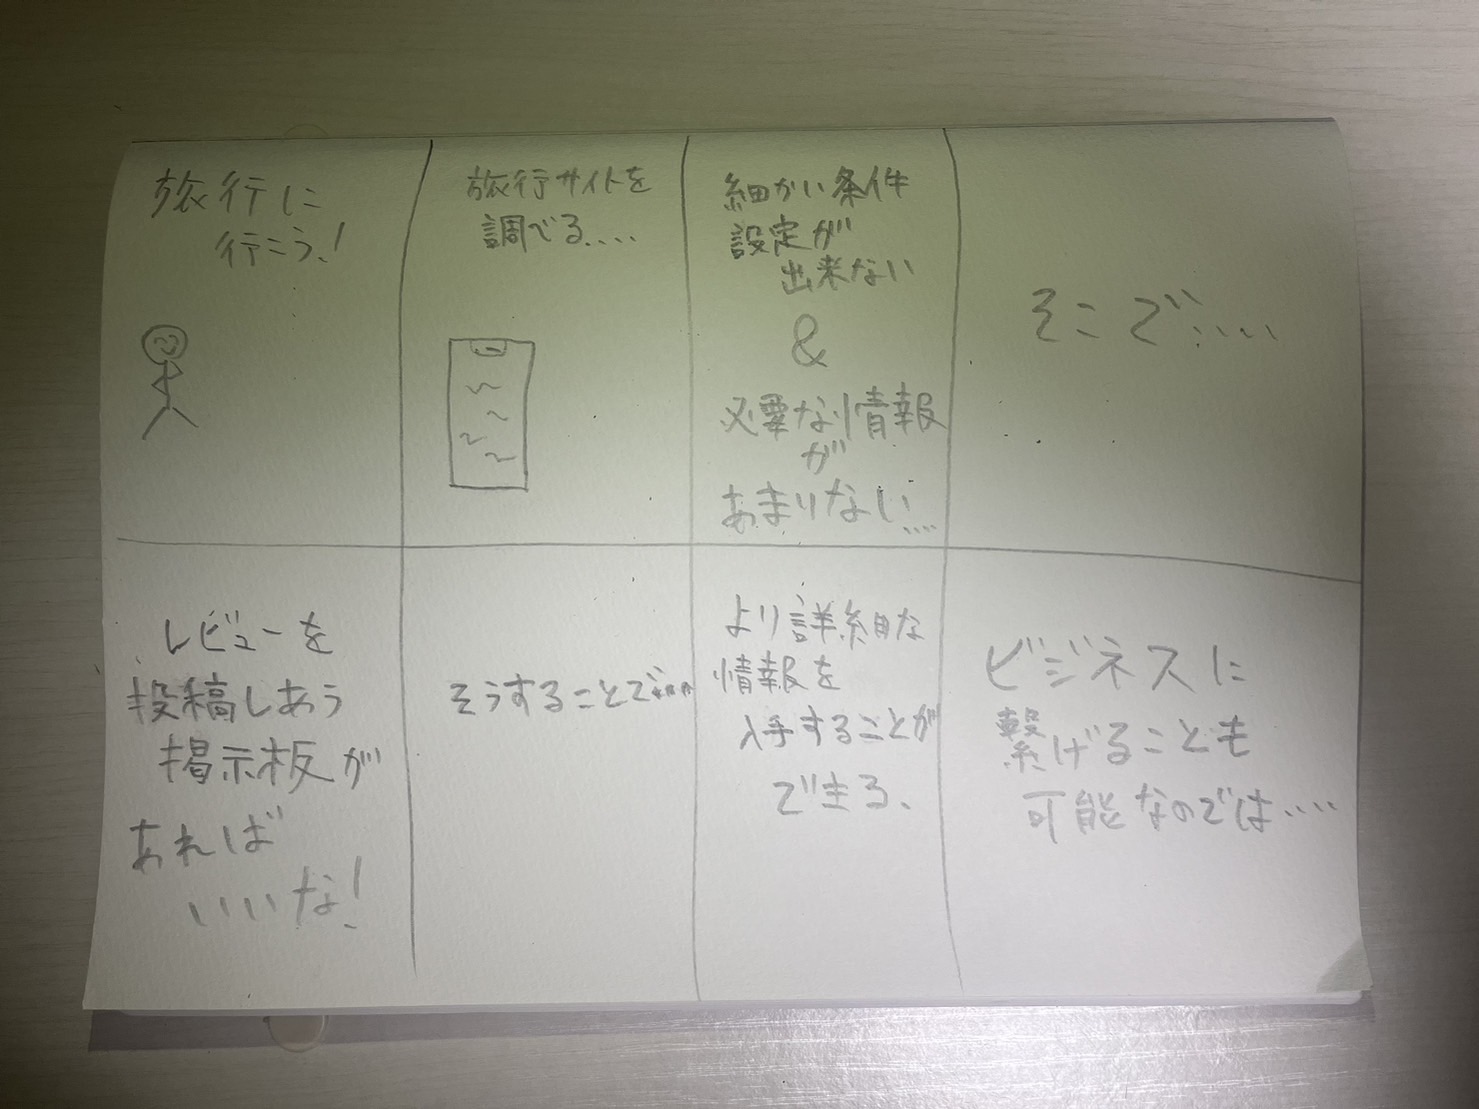 旅行に
行こう!
旅行サイトを
調べる....
細かい条件
設定が
出来ない
&
必要な情報
が
あまりない....
そこで....
レビューを
投稿しあう
掲示板が
あれば
いいな!
そうすることで....
より詳細な
情報を
入手することが
できる、
ビジネスに
繋げることも
可能なのでは....